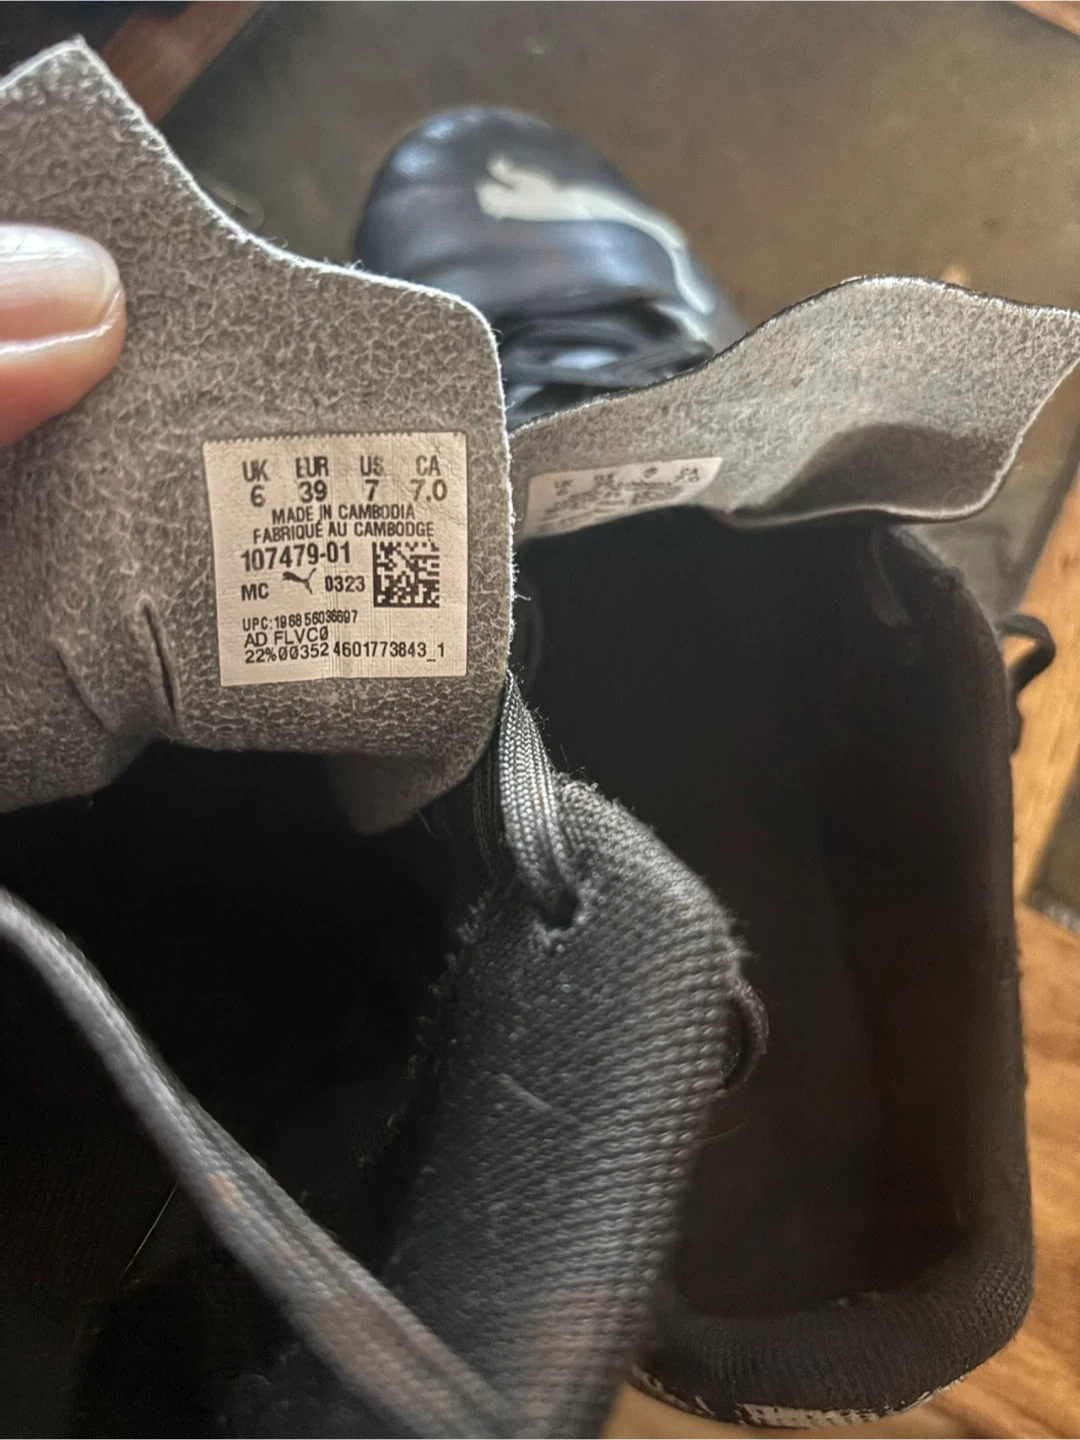 UK EUR US CA
6 39 7 7.0
MADE IN CAMBODIA
FABRIQUÉ AU CAMBODGE
107479-01
MC 0323
UPC:196856036697
AD FLVC0
22%00352 4601773843_1